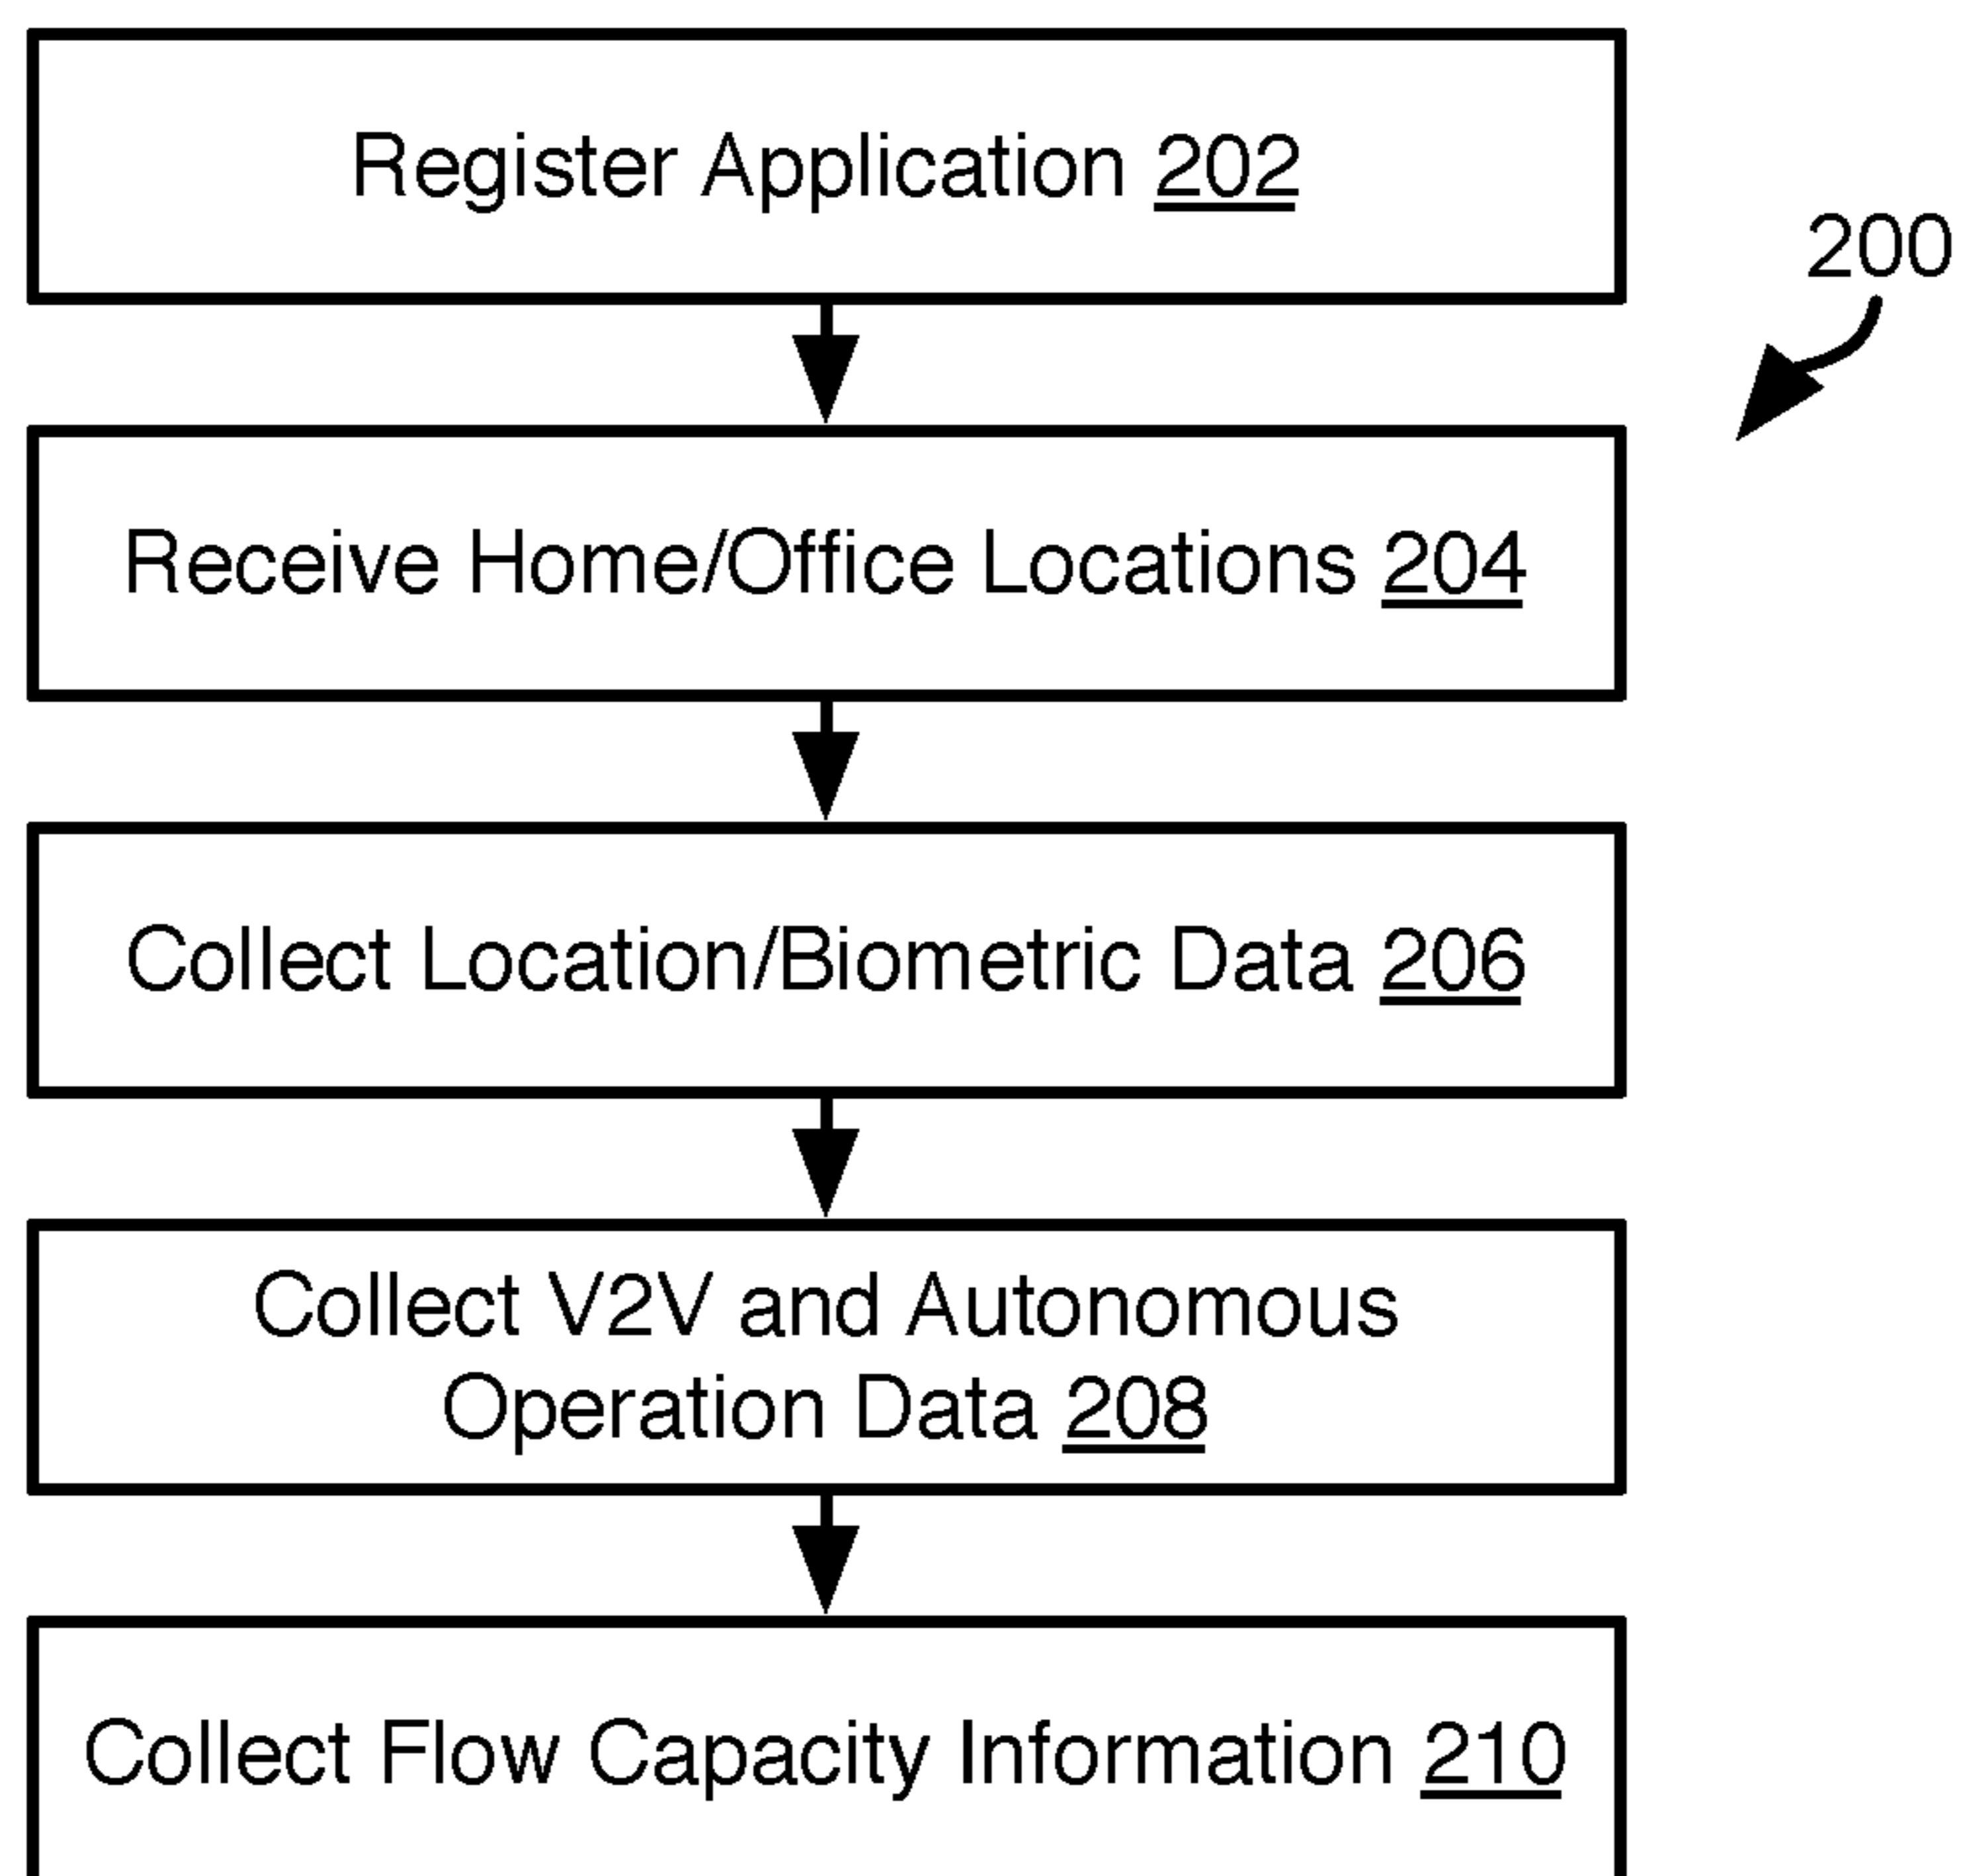 Register Application 202
200
Receive Home/Office Locations 204
Collect Location/Biometric Data 206
Collect V2V and Autonomous
Operation Data 208
Collect Flow Capacity Information 210